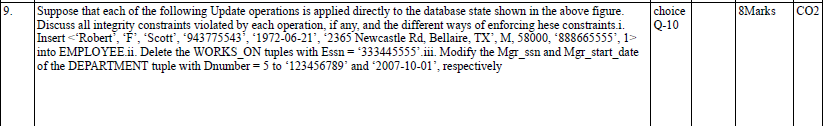 9. Suppose that each of the following Update operations is applied directly to the database state shown in the above figure. choice 8Marks CO2
Discuss all integrity constraints violated by each operation, if any, and the different ways of enforcing hese constraints.i. Q-10
Insert <‘Robert’, ‘F’, ‘Scott’, ‘943775543’, ‘1972-06-21’, ‘2365 Newcastle Rd, Bellaire, TX’, M, 58000, ‘888665555’, 1>
into EMPLOYEE.ii. Delete the WORKS_ON tuples with Essn = ‘333445555’.iii. Modify the Mgr_ssn and Mgr_start_date
of the DEPARTMENT tuple with Dnumber = 5 to ‘123456789’ and ‘2007-10-01’, respectively